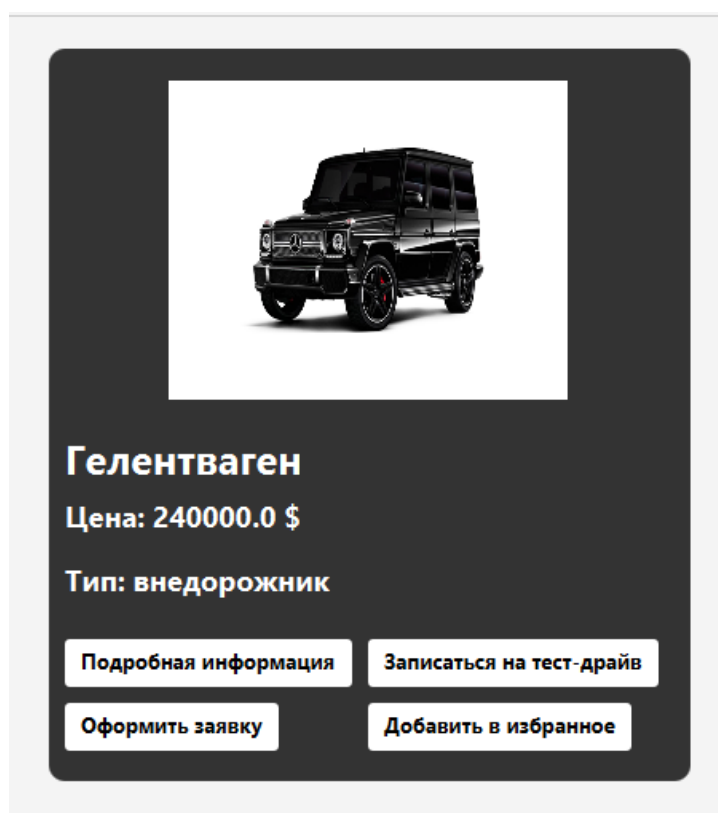 Гелентваген
Цена: 240000.0 $
Тип: внедорожник
Подробная информация
Записаться на тест-драйв
Оформить заявку
Добавить в избранное